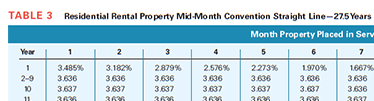 TABLE 3 Residential Rental Property Mid-Month Convention Straight Line—27.5 Years
Month Property Placed in Serv
Year 1 2 3 4 5 6 7
1 3.485% 3.182% 2.879% 2.576% 2.273% 1.970% 1.667%
2–9 3.636 3.636 3.636 3.636 3.636 3.636 3.636
10 3.637 3.637 3.637 3.637 3.637 3.637 3.636
11 3.636 3.636 3.636 3.636 3.636 3.636 3.637